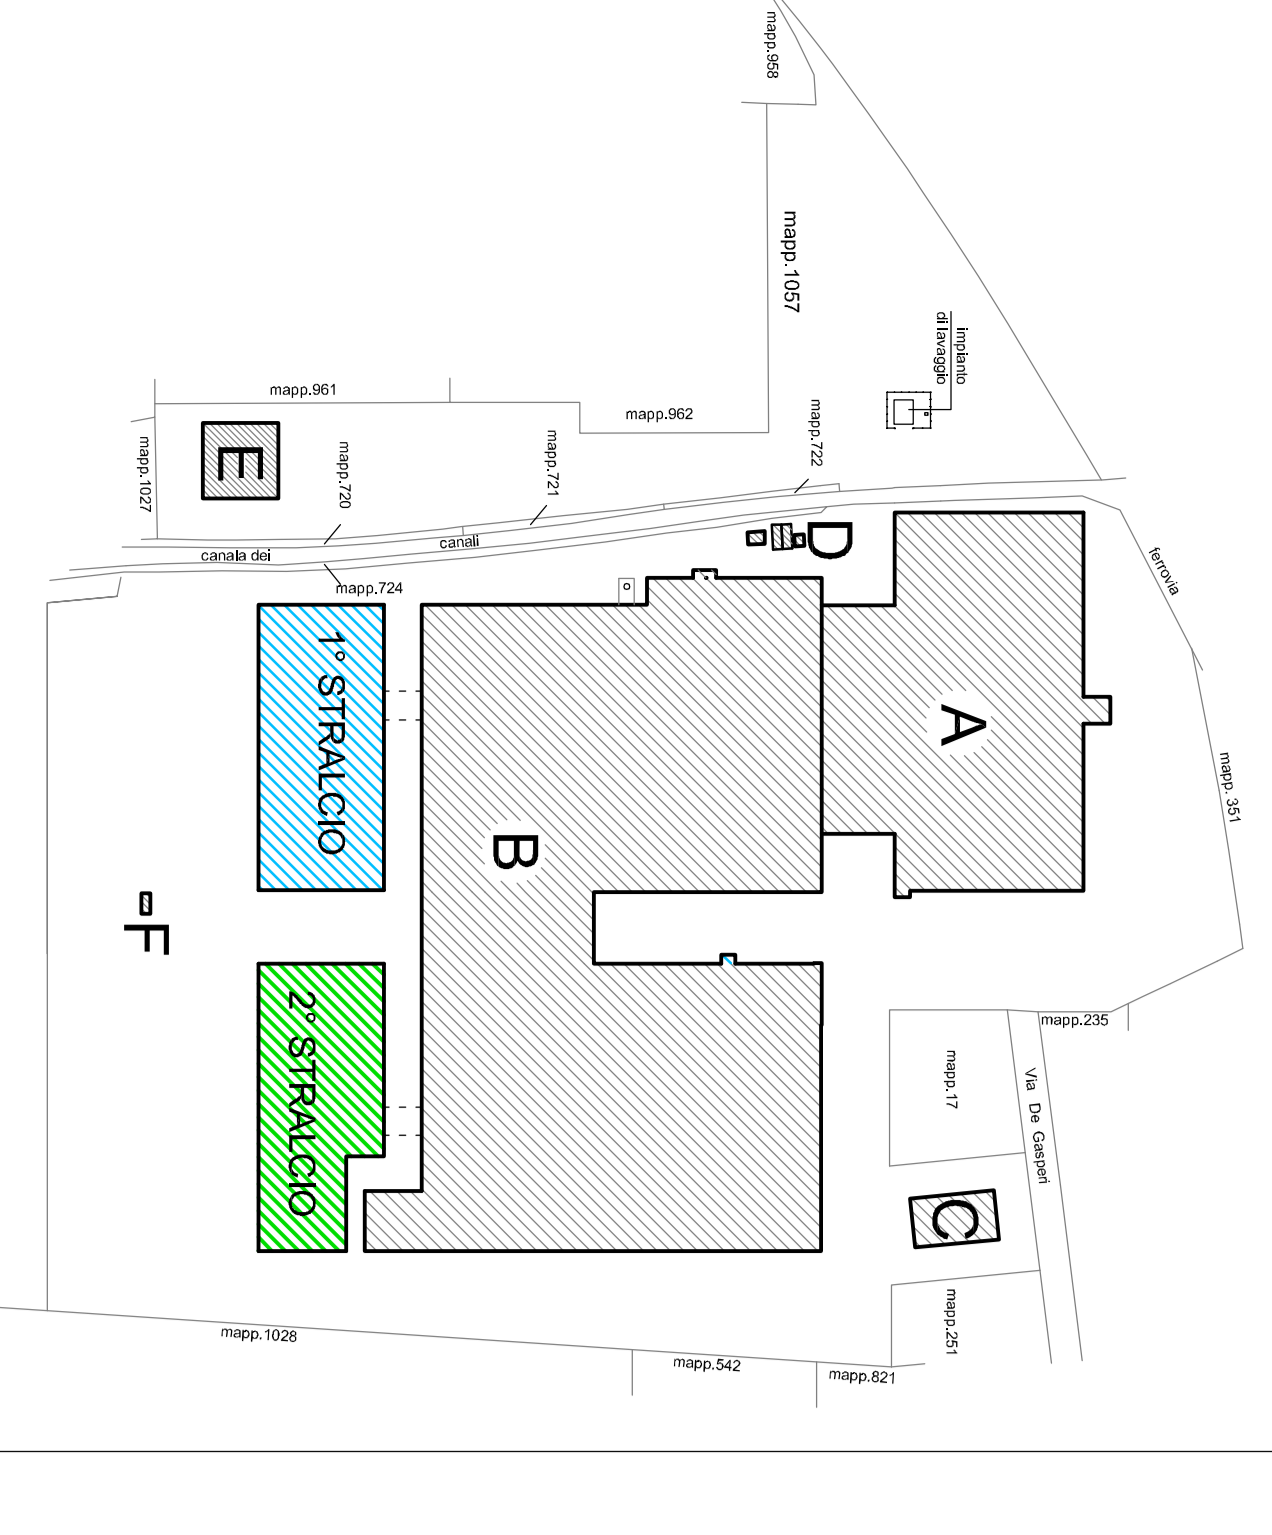 mapp.958
mapp.1057
impianto
di lavaggio
mapp.961
mapp.962
mapp.722
mapp.721
mapp.720
mapp.1027
E
canala dei
canali
D
mapp.724
ferrovia
1° STRALCIO
A
mapp. 351
B
F
2° STRALCIO
mapp.235
mapp.17
Via De Gasperi
C
mapp.251
mapp.1028
mapp.542
mapp.821